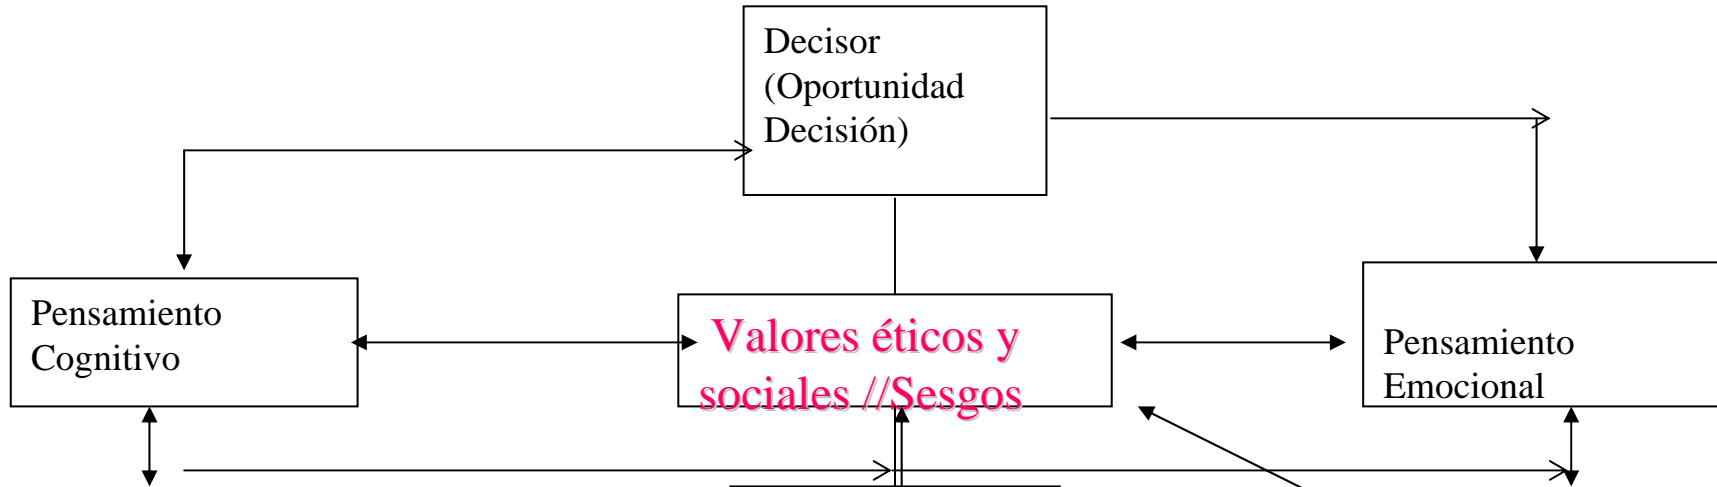 Decisor
(Oportunidad
Decisión)
Pensamiento
Cognitivo
Valores éticos y
sociales //Sesgos
Pensamiento
Emocional